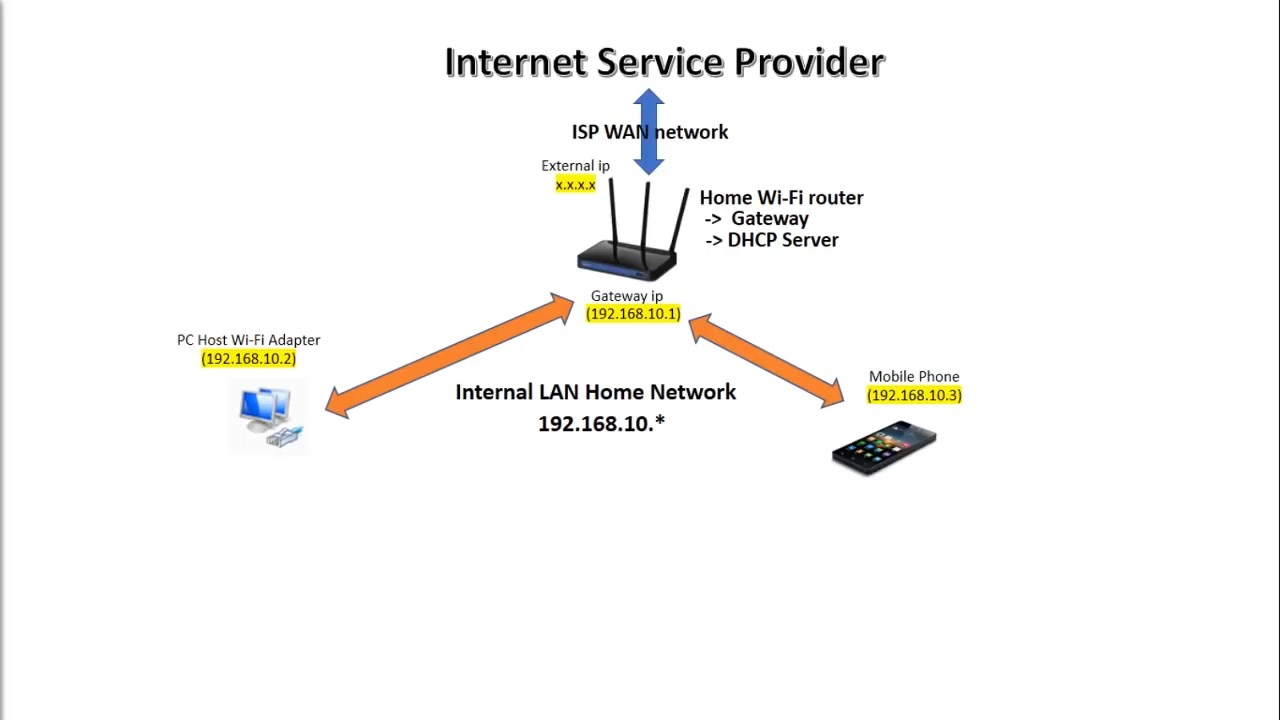 Internet Service Provider
ISP WAN network
External ip
x.x.x.x
Home Wi-Fi router
-> Gateway
-> DHCP Server
Gateway ip
(192.168.10.1)
PC Host Wi-Fi Adapter
(192.168.10.2)
Internal LAN Home Network
192.168.10.*
Mobile Phone
(192.168.10.3)